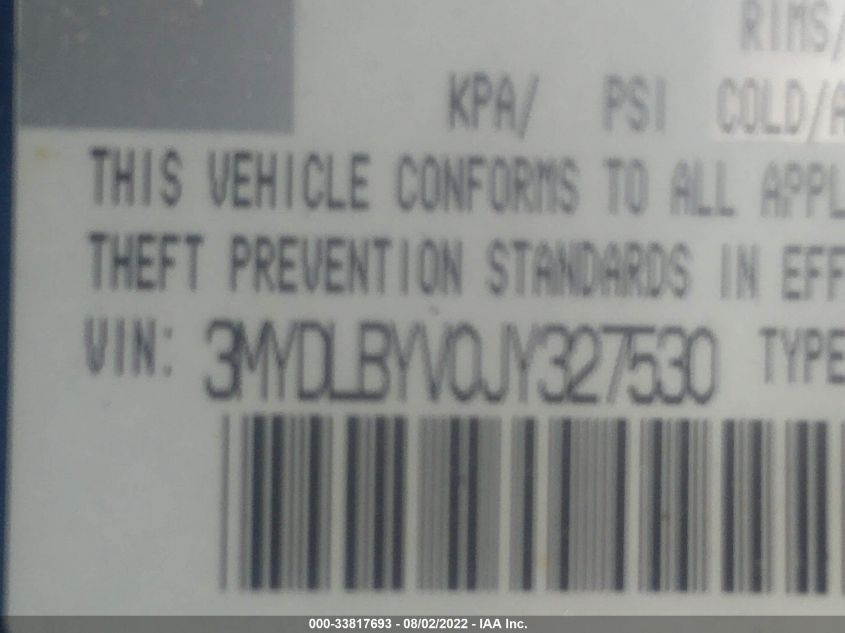 RIMS/
KPA/ PSI COLD/A
THIS VEHICLE CONFORMS TO ALL APPL
THEFT PREVENTION STANDARDS IN EFF
VIN: 3MYDLBYV0JY327530 TYPE
000-33817693 - 08/02/2022 - IAA Inc.